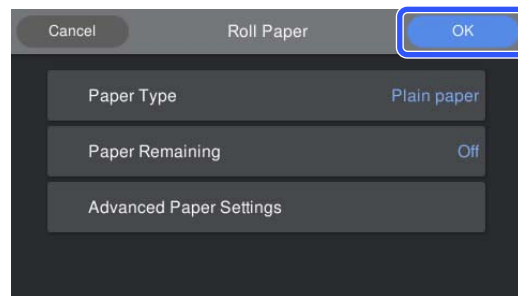 Cancel Roll Paper OK
Paper Type Plain paper
Paper Remaining Off
Advanced Paper Settings